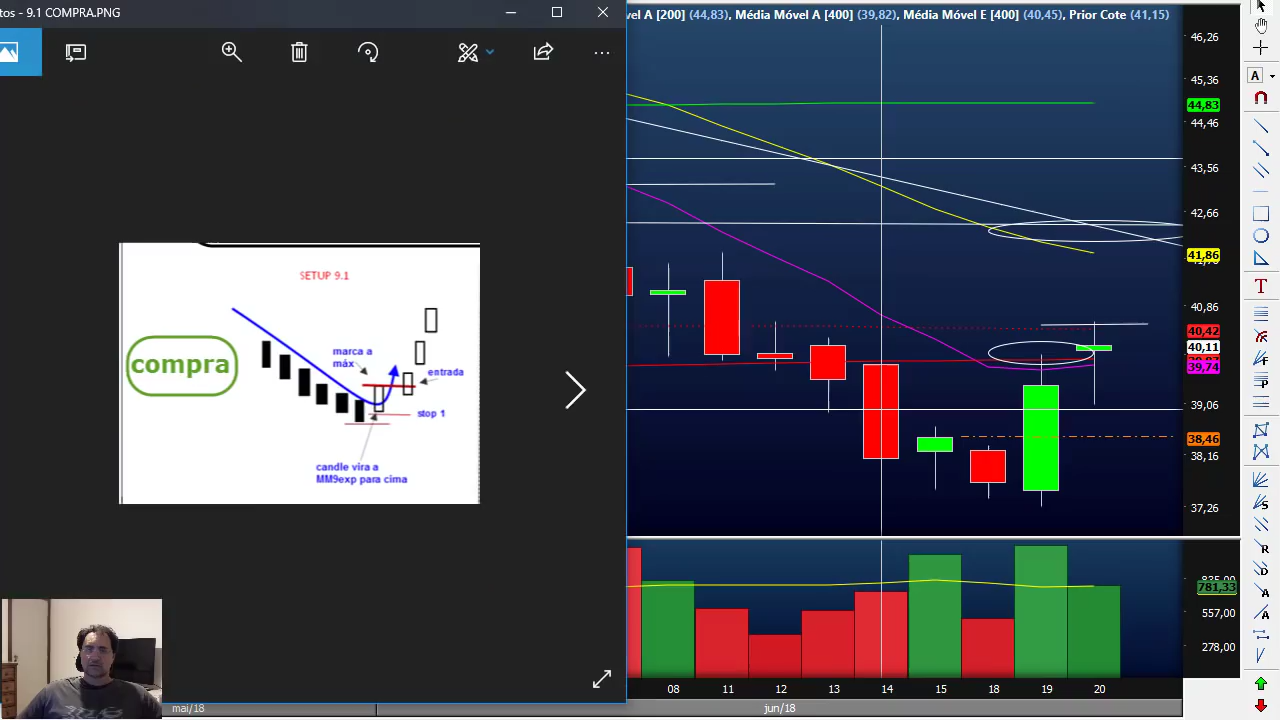 tos - 9.1 COMPRA.PNG
el A [200] (44,83), Média Móvel A [400] (39,82), Média Móvel E [400] (40,45), Prior Cote (41,15)
SETUP 9.1
compra
marca a
máx
entrada
stop 1
candle vira a
MM9exp para cima
46,26
45,36
44,83
44,46
43,56
42,66
41,86
40,86
40,42
40,11
39,74
39,06
38,46
38,16
37,26
781,33
557,00
278,00
08
11
12
13
14
15
18
19
20
mai/18
jun/18
A
T
F
P
S
R
D
A
A